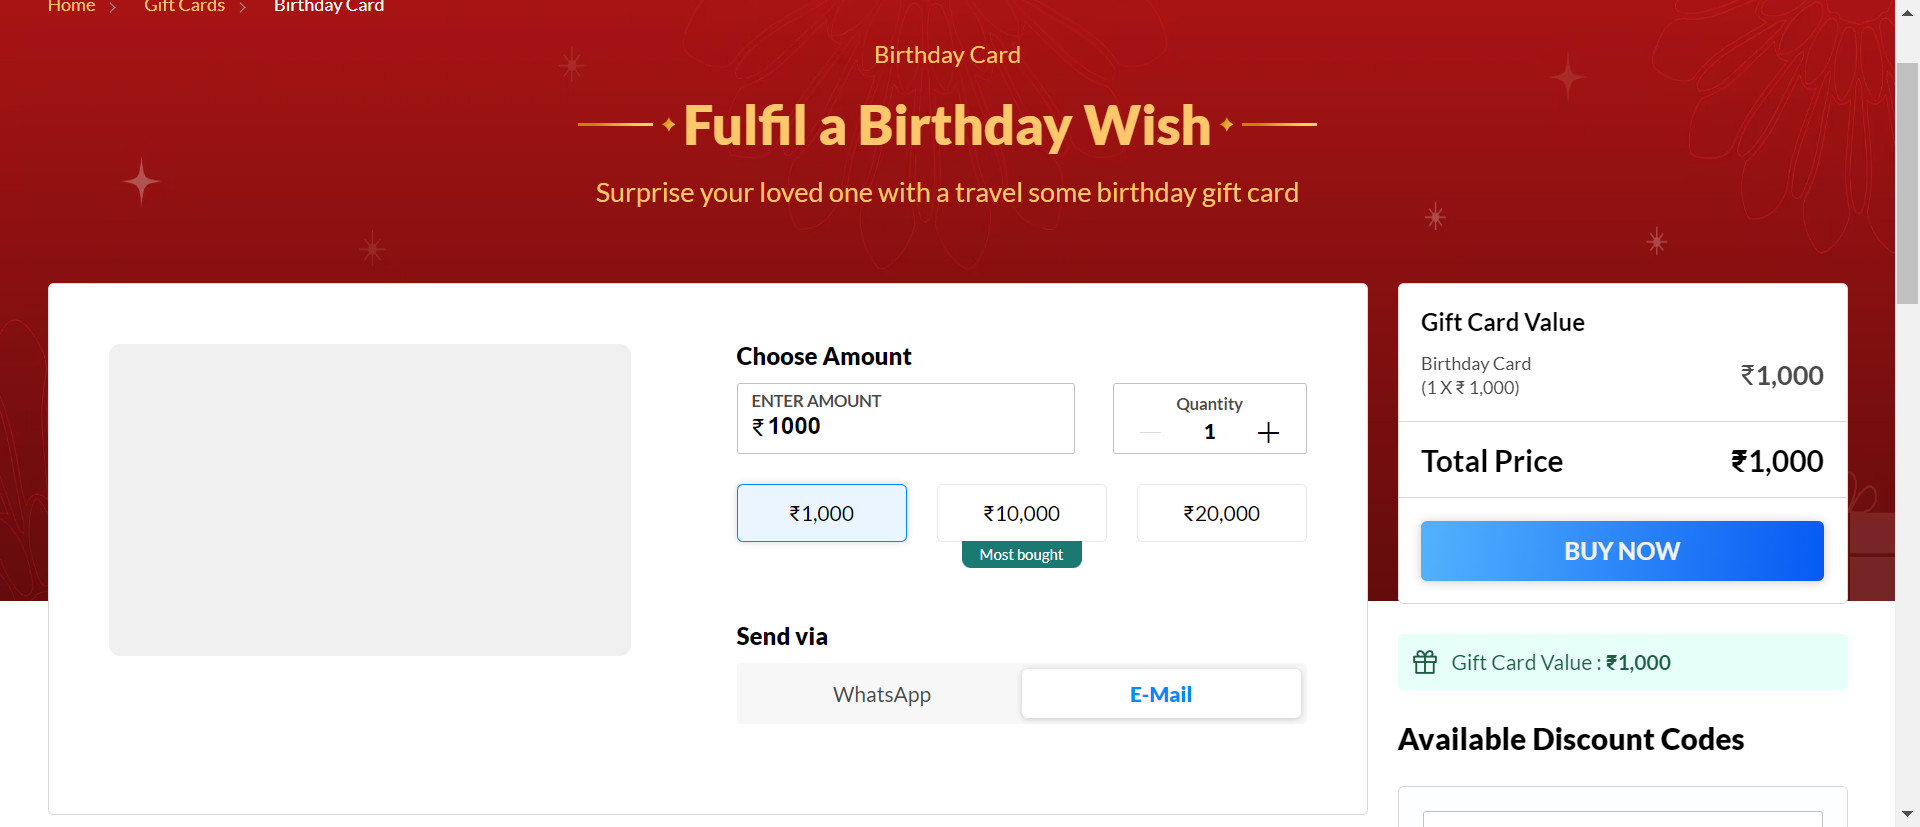 Home > Gift Cards > Birthday Card
Birthday Card
Fulfil a Birthday Wish
Surprise your loved one with a travel some birthday gift card
Choose Amount
ENTER AMOUNT
₹ 1000
Quantity
1
₹1,000
₹10,000
₹20,000
Most bought
Send via
WhatsApp
E-Mail
Gift Card Value
Birthday Card
(1 X ₹ 1,000)
₹1,000
Total Price
₹1,000
BUY NOW
Gift Card Value : ₹1,000
Available Discount Codes